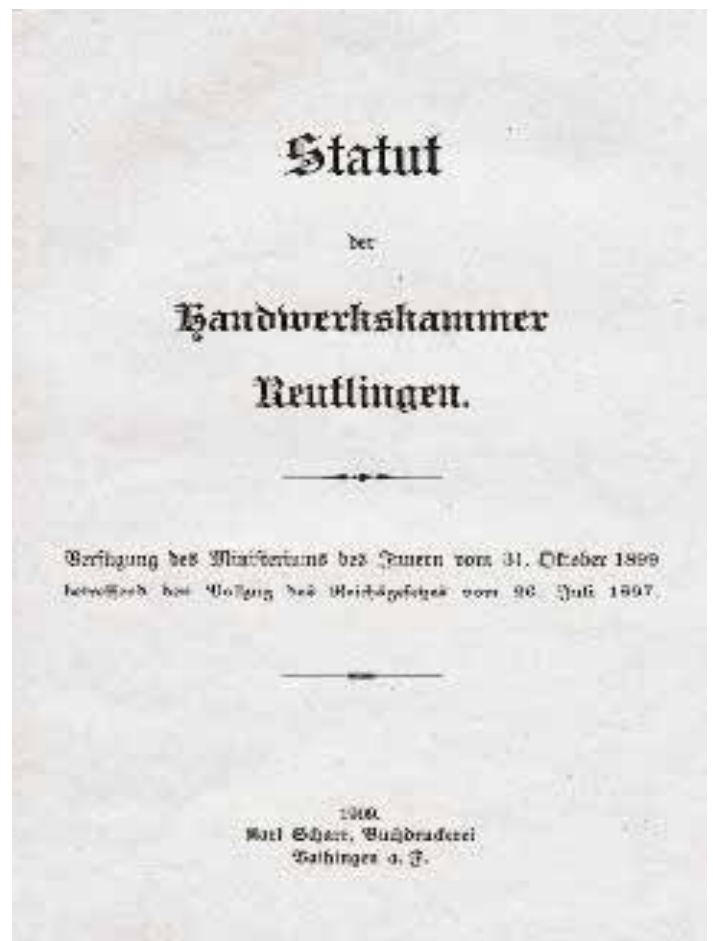 Statut
der
Handwerkskammer
Reutlingen.
Verfügung des Ministeriums des Innern vom 31. Oktober 1899
betreffend den Vollzug des Reichsgesetzes vom 26. Juli 1897.
Karl Scharr, Buchdruckerei
Vaihingen a. F.